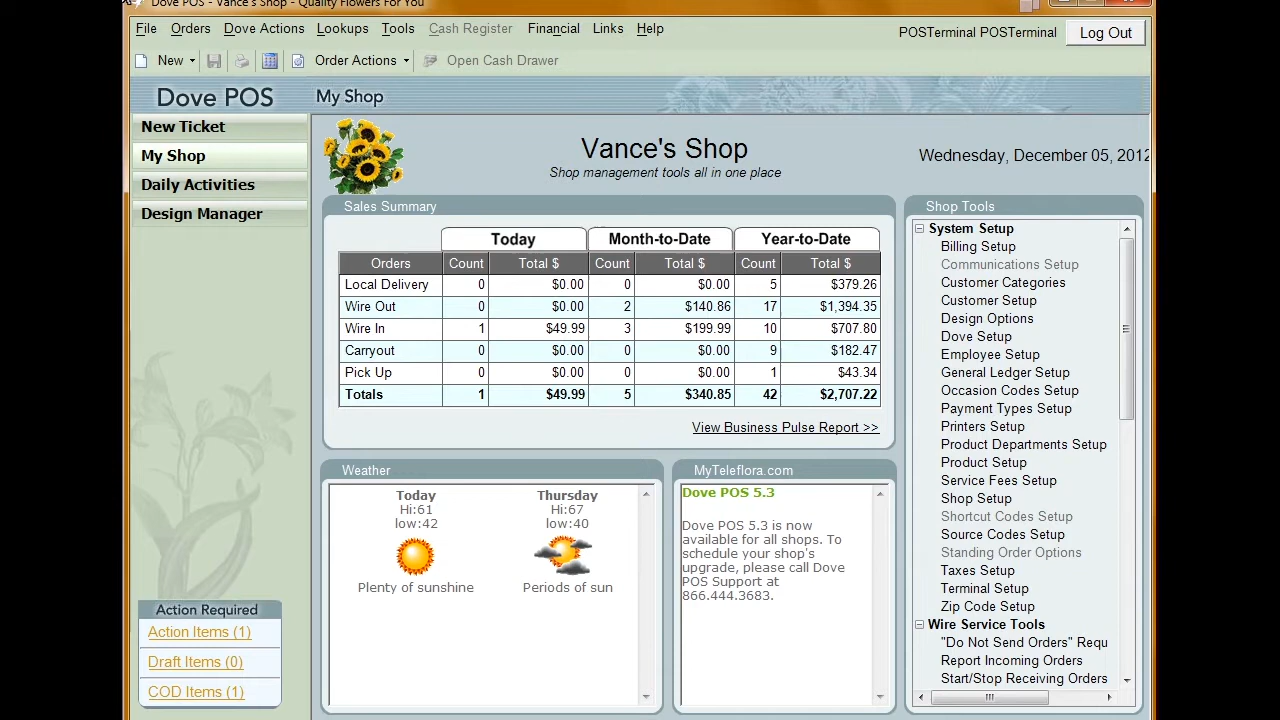 Dove POS - Vance's Shop - Quality Flowers For You
File Orders Dove Actions Lookups Tools Cash Register Financial Links Help
POSTerminal POSTerminal Log Out
New Order Actions Open Cash Drawer
Dove POS My Shop
New Ticket
My Shop
Daily Activities
Design Manager
Vance's Shop
Shop management tools all in one place
Wednesday, December 05, 2012
Sales Summary
Today Month-to-Date Year-to-Date
Orders Count Total $ Count Total $ Count Total $
Local Delivery 0 $0.00 0 $0.00 5 $379.26
Wire Out 0 $0.00 2 $140.86 17 $1,394.35
Wire In 1 $49.99 3 $199.99 10 $707.80
Carryout 0 $0.00 0 $0.00 9 $182.47
Pick Up 0 $0.00 0 $0.00 1 $43.34
Totals 1 $49.99 5 $340.85 42 $2,707.22
View Business Pulse Report >>
Shop Tools
System Setup
Billing Setup
Communications Setup
Customer Categories
Customer Setup
Design Options
Dove Setup
Employee Setup
General Ledger Setup
Occasion Codes Setup
Payment Types Setup
Printers Setup
Product Departments Setup
Product Setup
Service Fees Setup
Shop Setup
Shortcut Codes Setup
Source Codes Setup
Standing Order Options
Taxes Setup
Terminal Setup
Zip Code Setup
Wire Service Tools
"Do Not Send Orders" Requ
Report Incoming Orders
Start/Stop Receiving Orders
Weather
Today Thursday
Hi:61 Hi:67
low:42 low:40
Plenty of sunshine Periods of sun
MyTeleflora.com
Dove POS 5.3
Dove POS 5.3 is now
available for all shops. To
schedule your shop's
upgrade, please call Dove
POS Support at
866.444.3683.
Action Required
Action Items (1)
Draft Items (0)
COD Items (1)